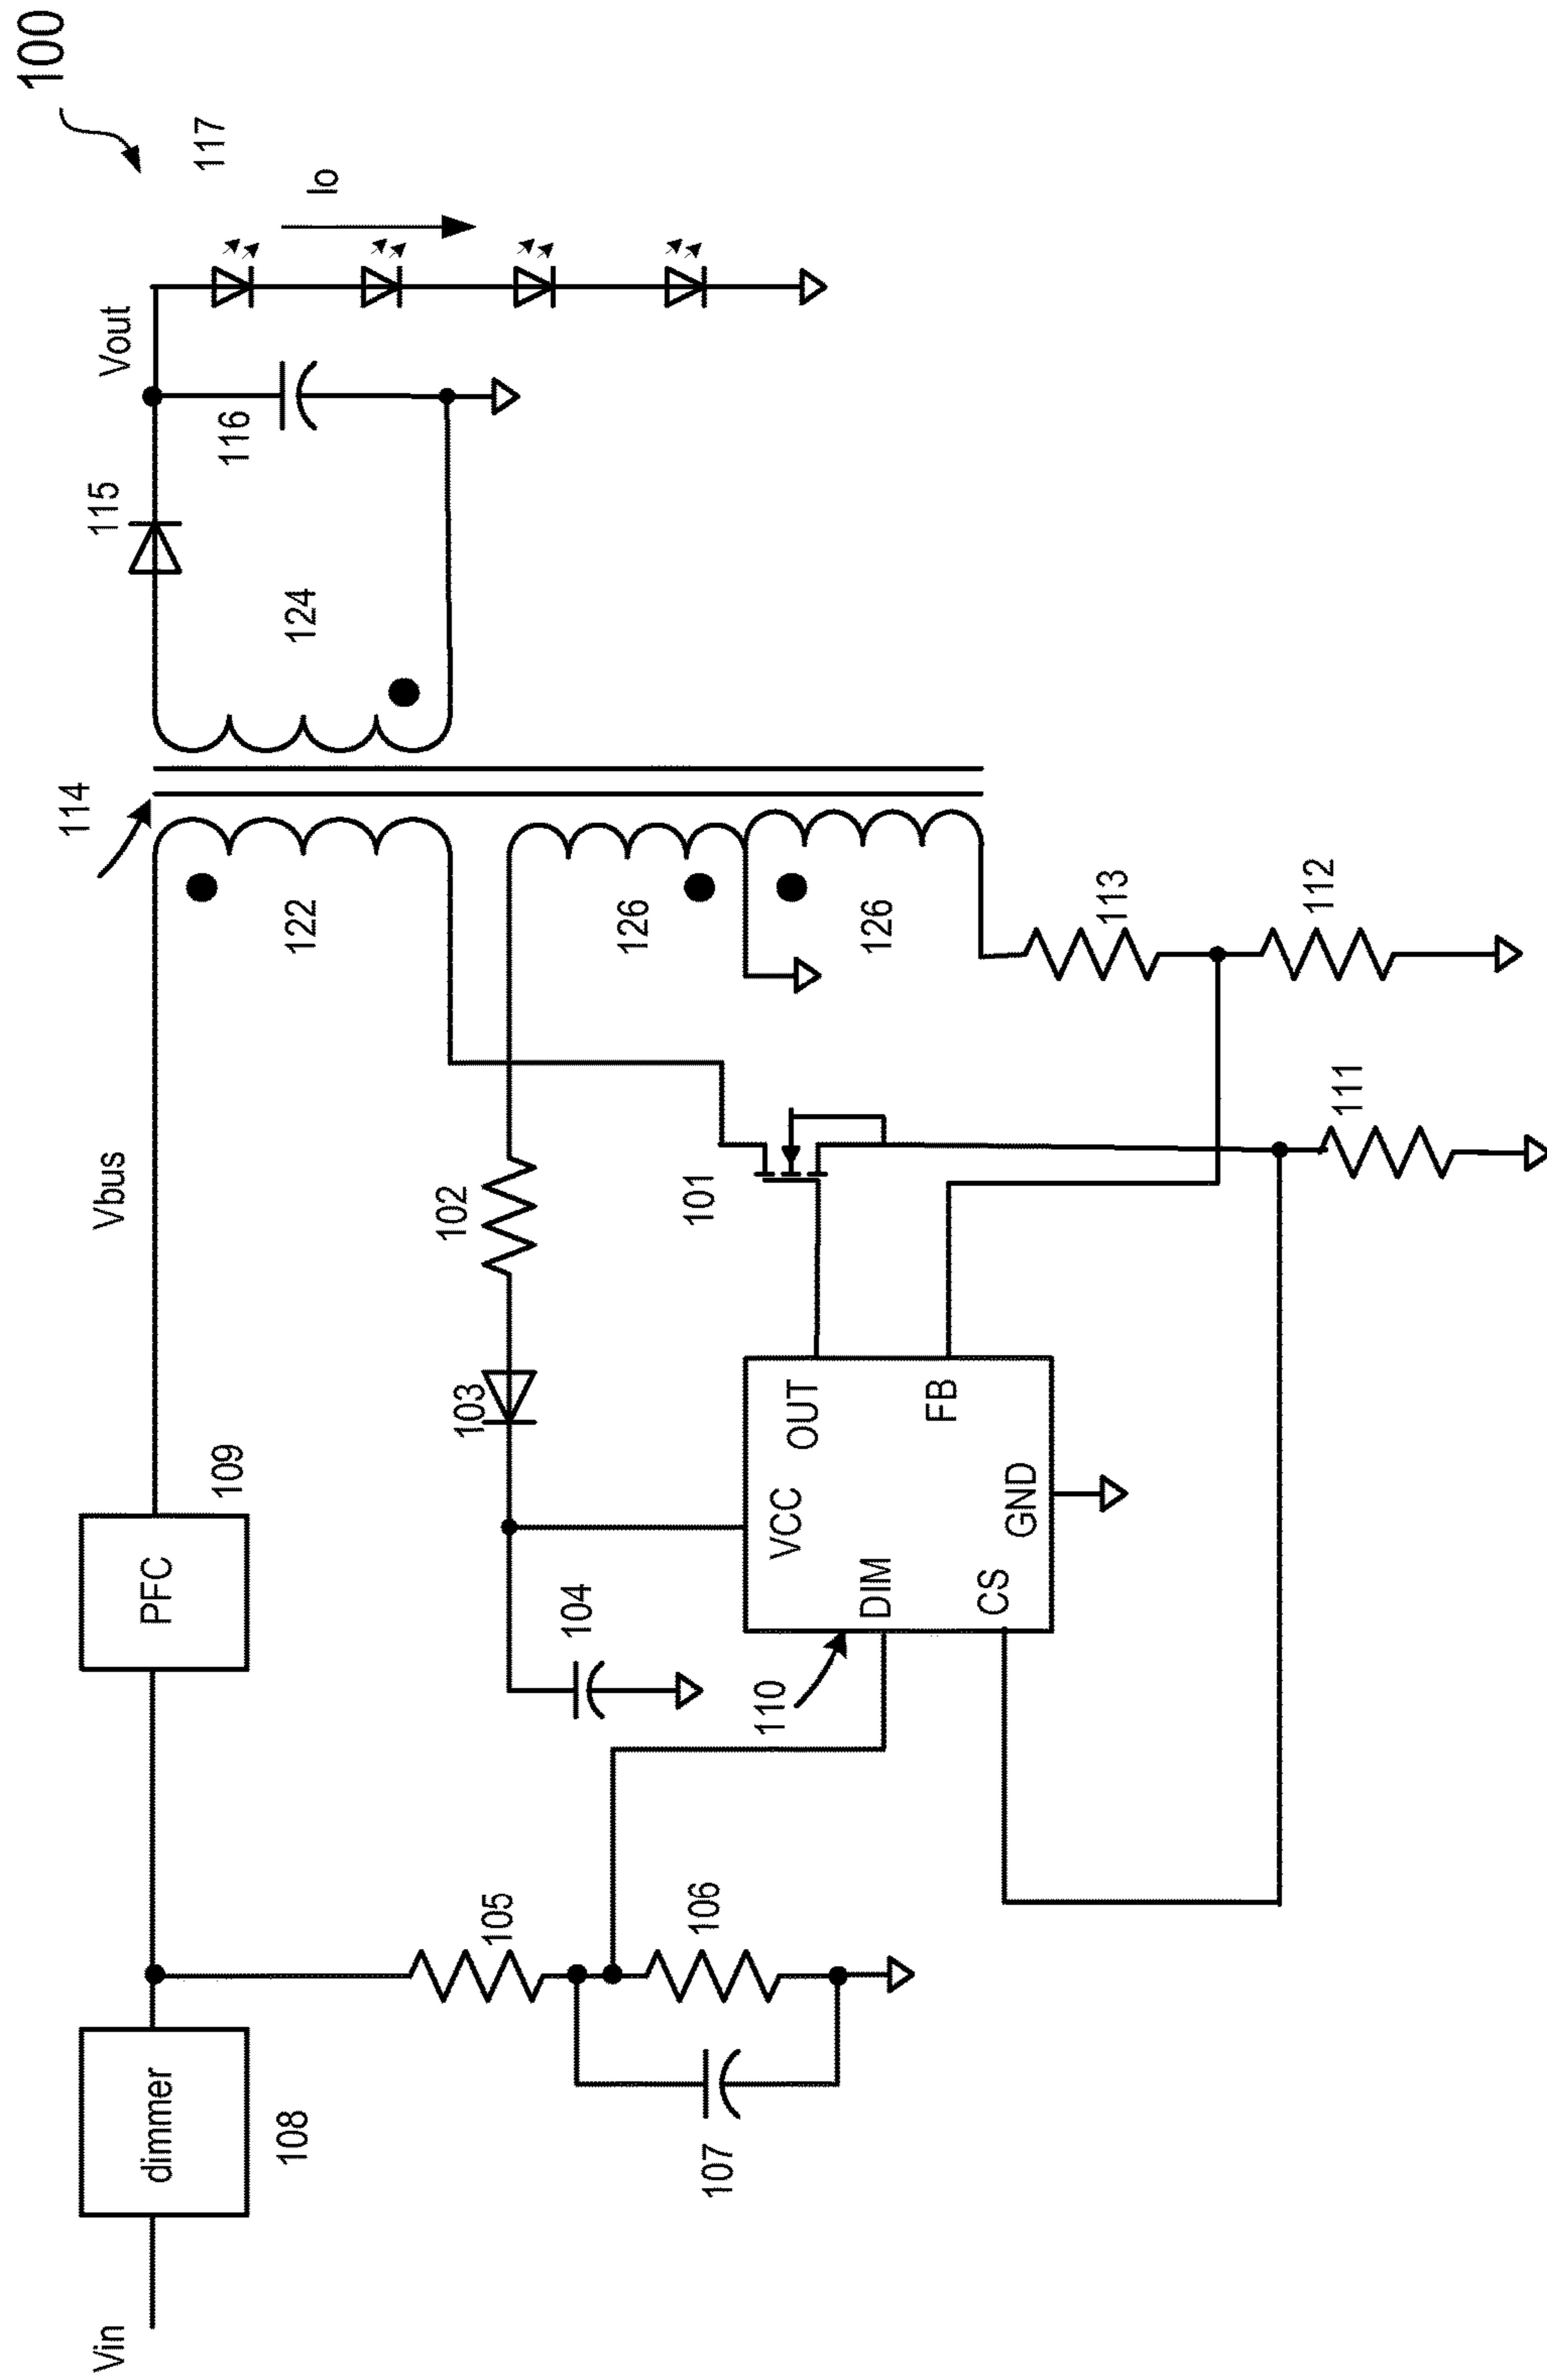 100
117
Io
Vout
116
115
124
114
122
126
126
113
112
111
Vbus
101
102
103
109
PFC
OUT
FB
VCC
GND
DIM
CS
104
110
105
106
107
dimmer
108
Vin